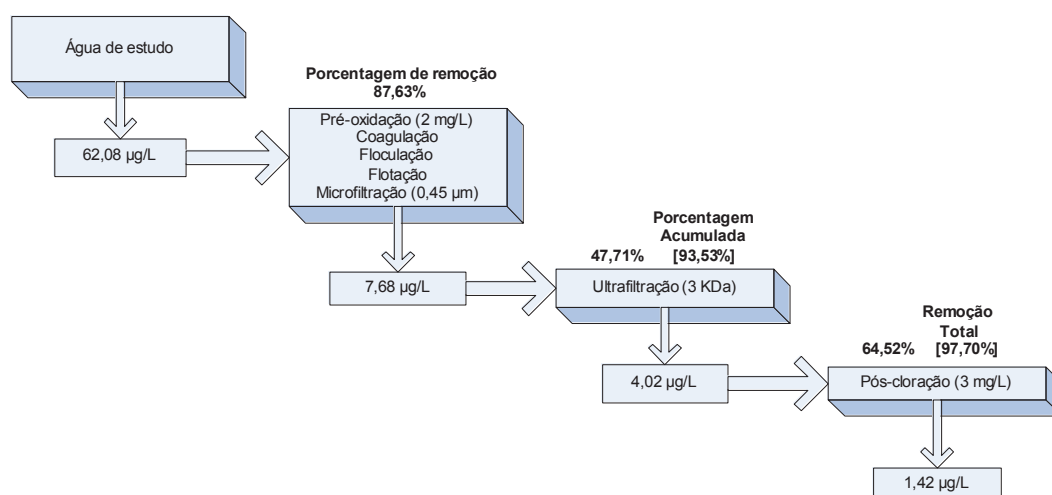 Água de estudo
62,08 µg/L
Porcentagem de remoção
87,63%
Pré-oxidação (2 mg/L)
Coagulação
Floculação
Flotação
Microfiltração (0,45 µm)
7,68 µg/L
Porcentagem
Acumulada
47,71% [93,53%]
Ultrafiltração (3 KDa)
4,02 µg/L
Remoção
Total
64,52% [97,70%]
Pós-cloração (3 mg/L)
1,42 µg/L